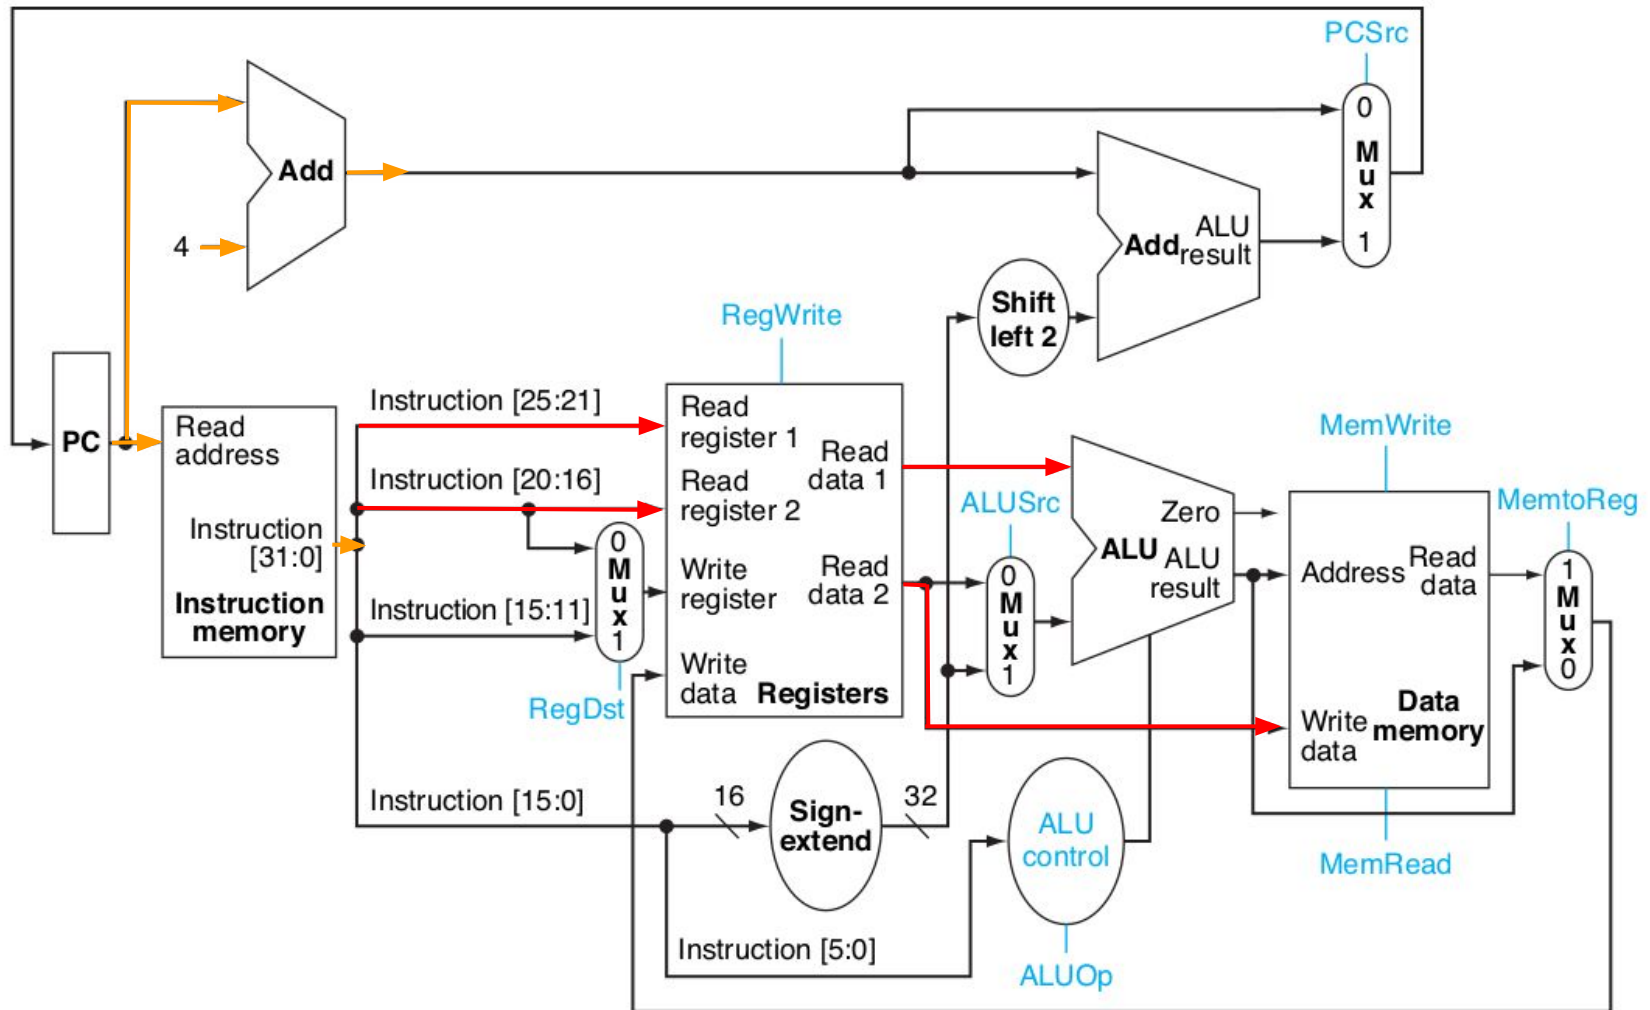 PCSrc
0
M
u
x
1
Add
4
Add
ALU
result
Shift
left 2
RegWrite
PC
Read
address
Instruction
[31:0]
Instruction
memory
Instruction [25:21]
Instruction [20:16]
Instruction [15:11]
Instruction [15:0]
Instruction [5:0]
0
M
u
x
1
RegDst
Read
register 1
Read
register 2
Write
register
Write
data
Read
data 1
Read
data 2
Registers
16
Sign-
extend
32
ALUSrc
0
M
u
x
1
Zero
ALU
ALU
result
ALU
control
ALUOp
MemWrite
Address
Read
data
Write
data
Data
memory
MemRead
MemtoReg
1
M
u
x
0